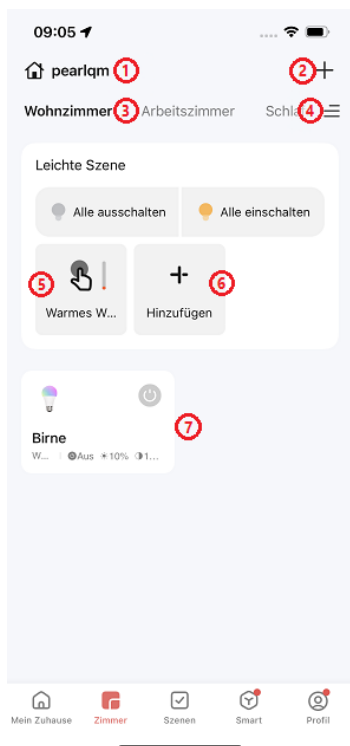 09:05
pearlqm 1 2
Wohnzimmer 3 Arbeitszimmer Schla 4
Leichte Szene
Alle ausschalten Alle einschalten
5 6
Warmes W... Hinzufügen
7
Birne
W... Aus 10% 1...
Mein Zuhause Zimmer Szenen Smart Profil